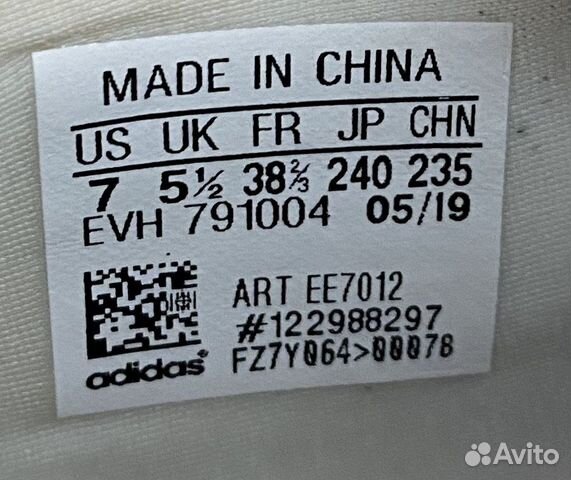 MADE IN CHINA
US UK FR JP CHN
7 5½ 38⅔ 240 235
EVH 791004 05/19
ART EE7012
#122988297
adidas FZ7Y064>00078
Avito